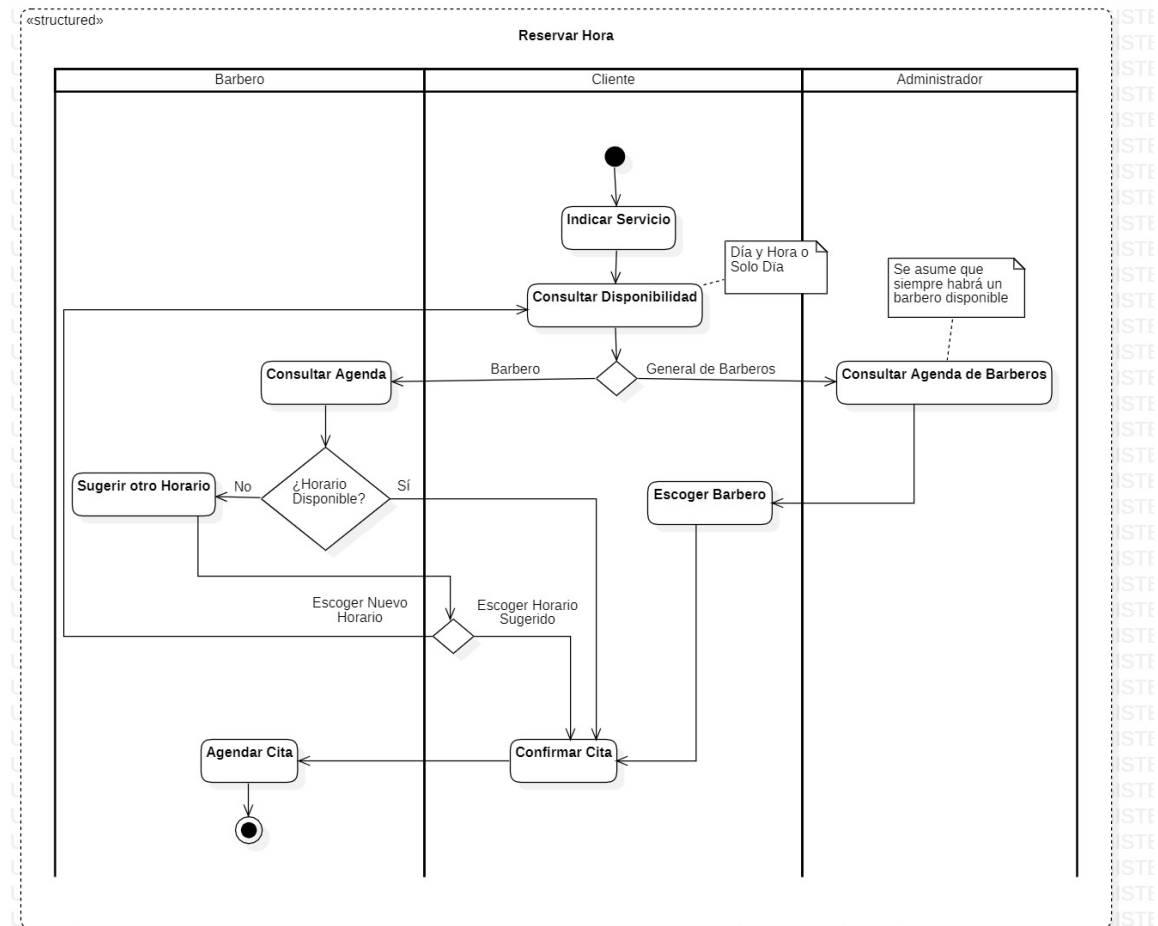 «structured»
Reservar Hora
Barbero
Cliente
Administrador
Indicar Servicio
Día y Hora o
Solo Dïa
Se asume que
siempre habrá un
barbero disponible
Consultar Disponibilidad
Barbero
General de Barberos
Consultar Agenda
Consultar Agenda de Barberos
Sugerir otro Horario
No
¿Horario
Disponible?
Sí
Escoger Barbero
Escoger Nuevo
Horario
Escoger Horario
Sugerido
Agendar Cita
Confirmar Cita